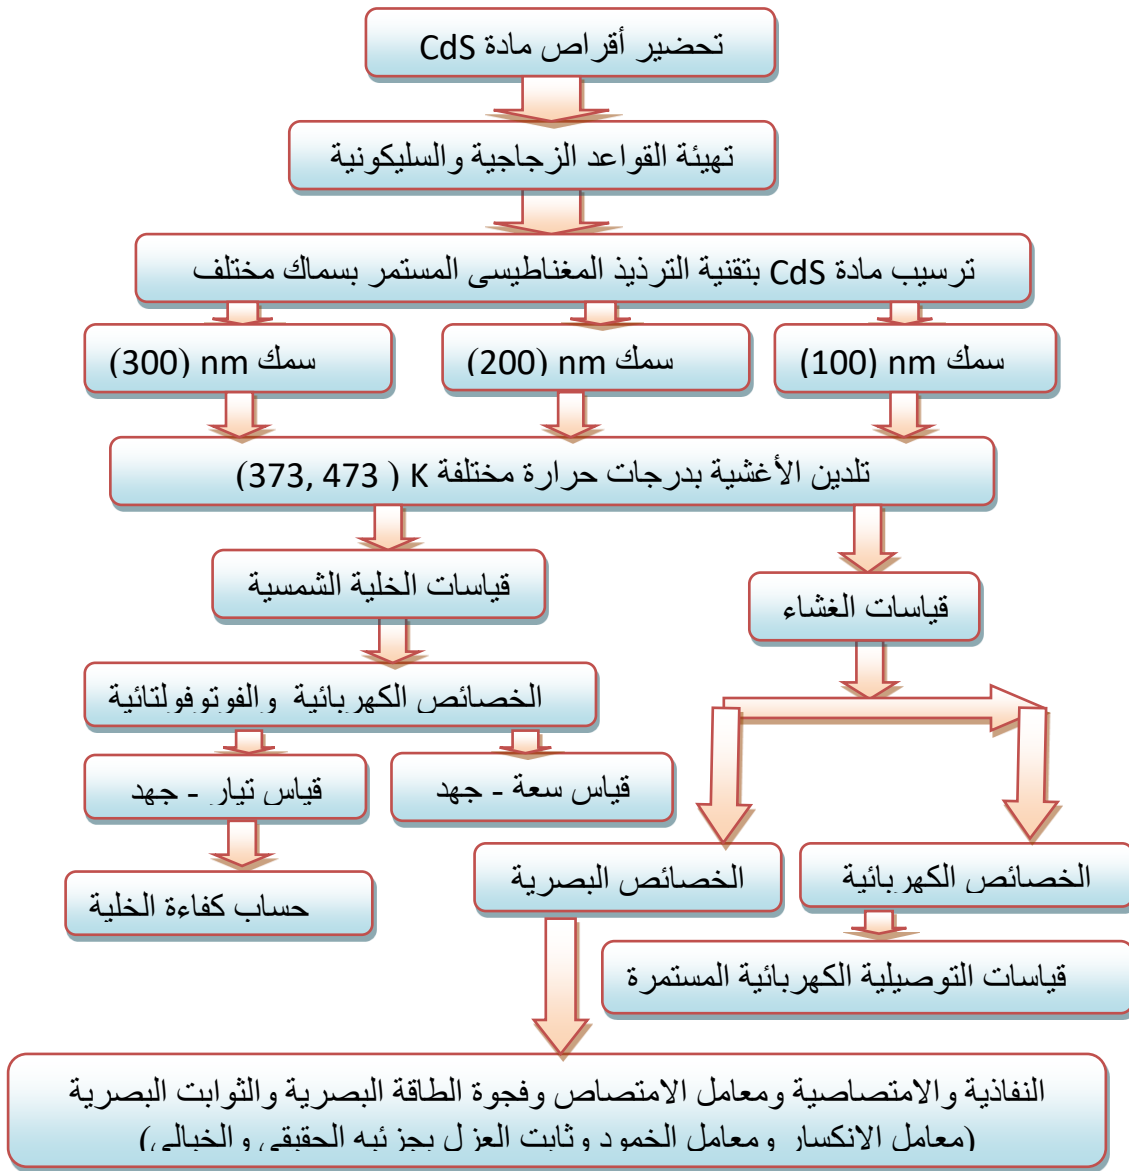 تحضير أقراص مادة CdS
تهيئة القواعد الزجاجية والسليكونية
ترسيب مادة CdS بتقنية الترذيذ المغناطيسي المستمر بسماك مختلف
سمك nm (100)
سمك nm (200)
سمك nm (300)
تلدين الأغشية بدرجات حرارة مختلفة K ( 373, 473)
قياسات الغشاء
قياسات الخلية الشمسية
الخصائص الكهربائية والفوتوفولتائية
قياس سعة - جهد
قياس تيار - جهد
حساب كفاءة الخلية
الخصائص الكهربائية
الخصائص البصرية
قياسات التوصيلية الكهربائية المستمرة
النفاذية والامتصاصية ومعامل الامتصاص وفجوة الطاقة البصرية والثوابت البصرية
(معامل الانكسار ومعامل الخمود وثابت العزل بجزئيه الحقيقي والخيالي)